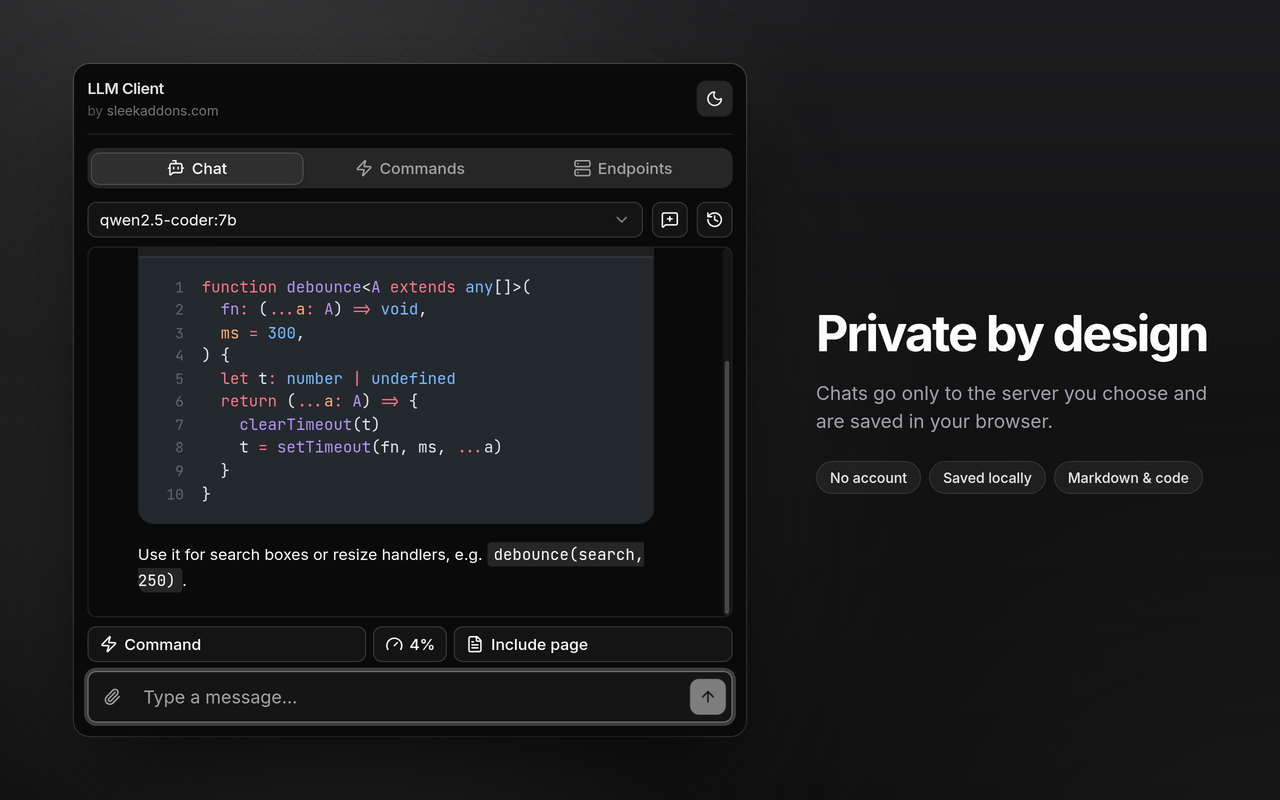 LLM Client
by sleekaddons.com
Chat
Commands
Endpoints
qwen2.5-coder:7b
1 function debounce<A extends any[]>(
2   fn: (...a: A) => void,
3   ms = 300,
4 ) {
5   let t: number | undefined
6   return (...a: A) => {
7     clearTimeout(t)
8     t = setTimeout(fn, ms, ...a)
9   }
10 }
Use it for search boxes or resize handlers, e.g. debounce(search,
250) .
Command
4%
Include page
Type a message...
Private by design
Chats go only to the server you choose and
are saved in your browser.
No account
Saved locally
Markdown & code